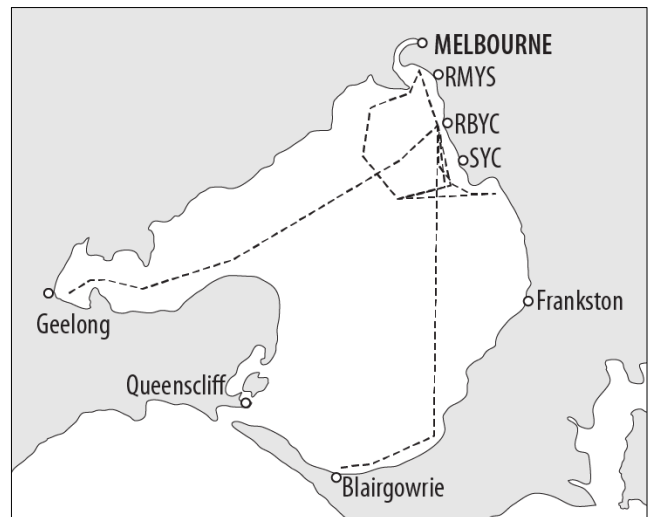 MELBOURNE
RMYS
RBYC
SYC
Frankston
Geelong
Queenscliff
Blairgowrie